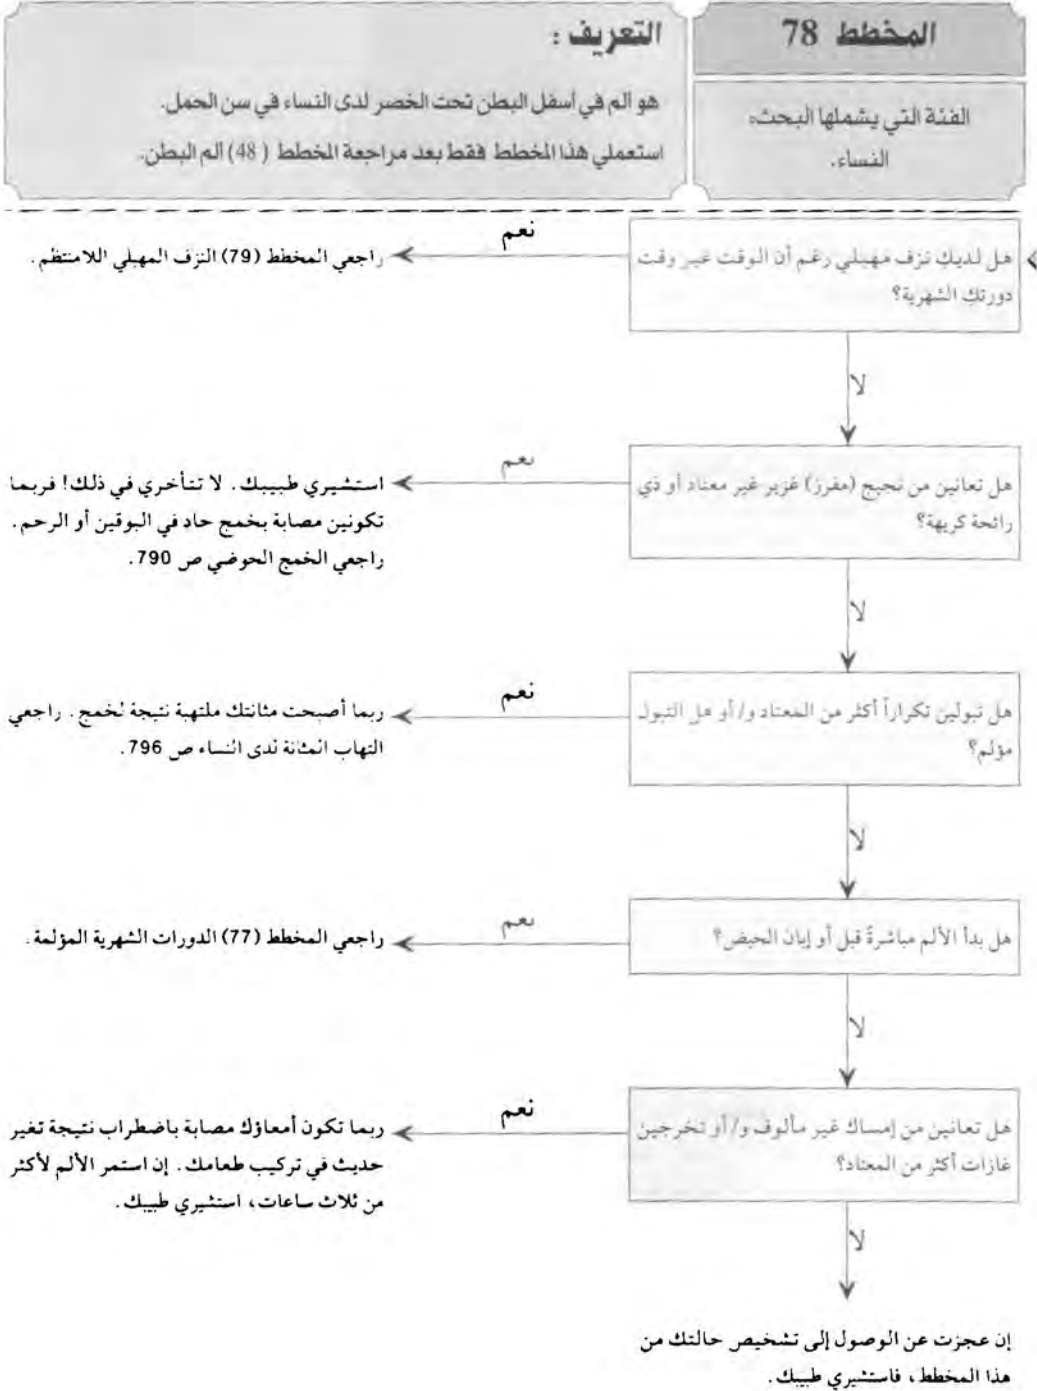 المخطط 78
الفئة التي يشملها البحث:
النساء.
التعريف :
هو ألم في أسفل البطن تحت الخصر لدى النساء في سن الحمل.
استعملي هذا المخطط فقط بعد مراجعة المخطط (48) ألم البطن.
هل لديك نزف مهبلي رغم أن الوقت غير وقت
دورتك الشهرية؟
نعم
راجعي المخطط (79) النزف المهبلي اللامنتظم.
لا
هل تعانين من نجيج (مفرز) غزير غير معتاد أو ذي
رائحة كريهة؟
نعم
استشيري طبيبك. لا تتأخري في ذلك! فربما
تكونين مصابة بخمج حاد في البوقين أو الرحم.
راجعي الخمج الحوضي ص 790.
لا
هل تبولين تكراراً أكثر من المعتاد و/أو هل التبول
مؤلم؟
نعم
ربما أصبحت مثانتك ملتهبة نتيجة لخمج. راجعي
التهاب المثانة لدى النساء ص 796.
لا
هل بدأ الألم مباشرةً قبل أو إبان الحيض؟
نعم
راجعي المخطط (77) الدورات الشهرية المؤلمة.
لا
هل تعانين من إمساك غير مألوف و/أو تخرجين
غازات أكثر من المعتاد؟
نعم
ربما تكون أمعاؤك مصابة باضطراب نتيجة تغير
حديث في تركيب طعامك. إن استمر الألم لأكثر
من ثلاث ساعات، استشيري طبيبك.
لا
إن عجزت عن الوصول إلى تشخيص حالتك من
هذا المخطط، فاستشيري طبيبك.